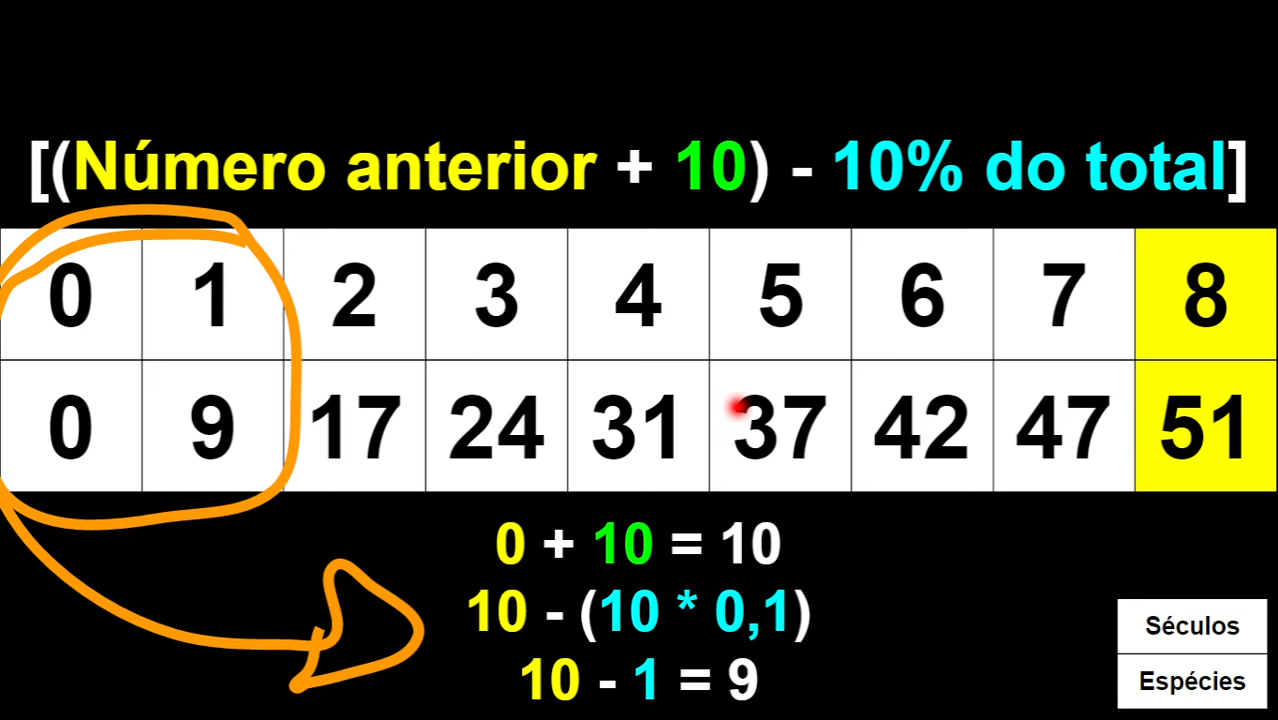 [(Número anterior + 10) - 10% do total]
0 1 2 3 4 5 6 7 8
0 9 17 24 31 37 42 47 51
0 + 10 = 10
10 - (10 * 0,1)
10 - 1 = 9
Séculos
Espécies